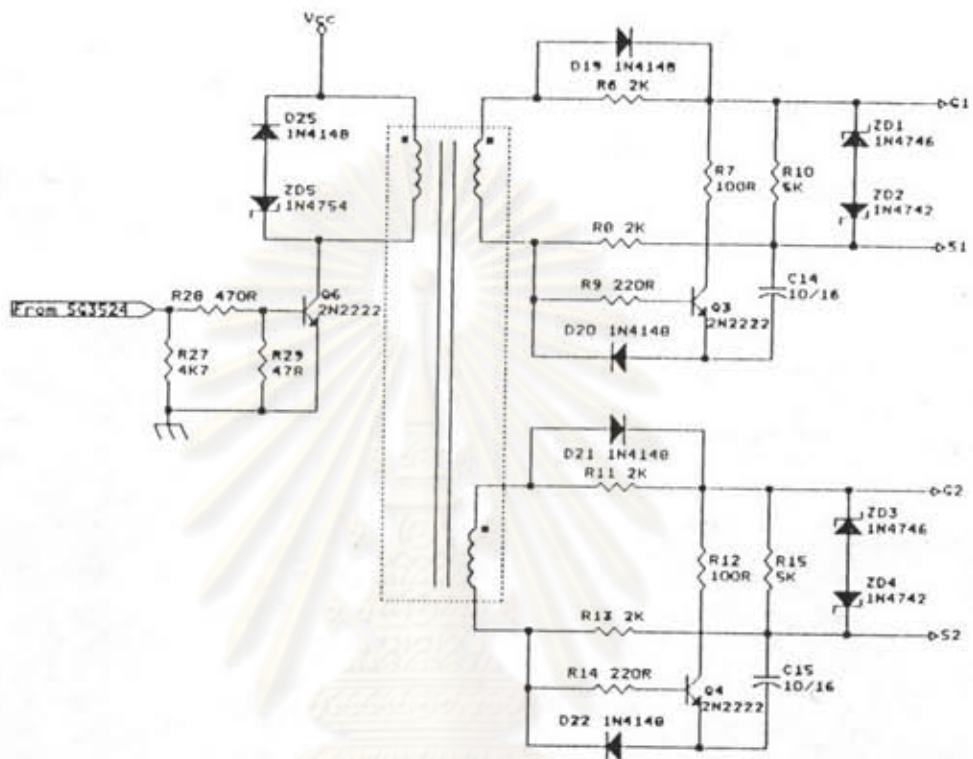 Vcc
D25
1N4148
ZD5
1N4754
From SG3524
R28 470R
Q6
2N2222
R27
4K7
R29
47R
D19 1N4148
R6 2K
G1
R7
100R
R10
5K
ZD1
1N4746
ZD2
1N4742
R8 2K
S1
R9 220R
Q3
2N2222
C14
10/16
D20 1N4148
D21 1N4148
R11 2K
G2
R12
100R
R15
5K
ZD3
1N4746
ZD4
1N4742
R13 2K
S2
R14 220R
Q4
2N2222
C15
10/16
D22 1N4148